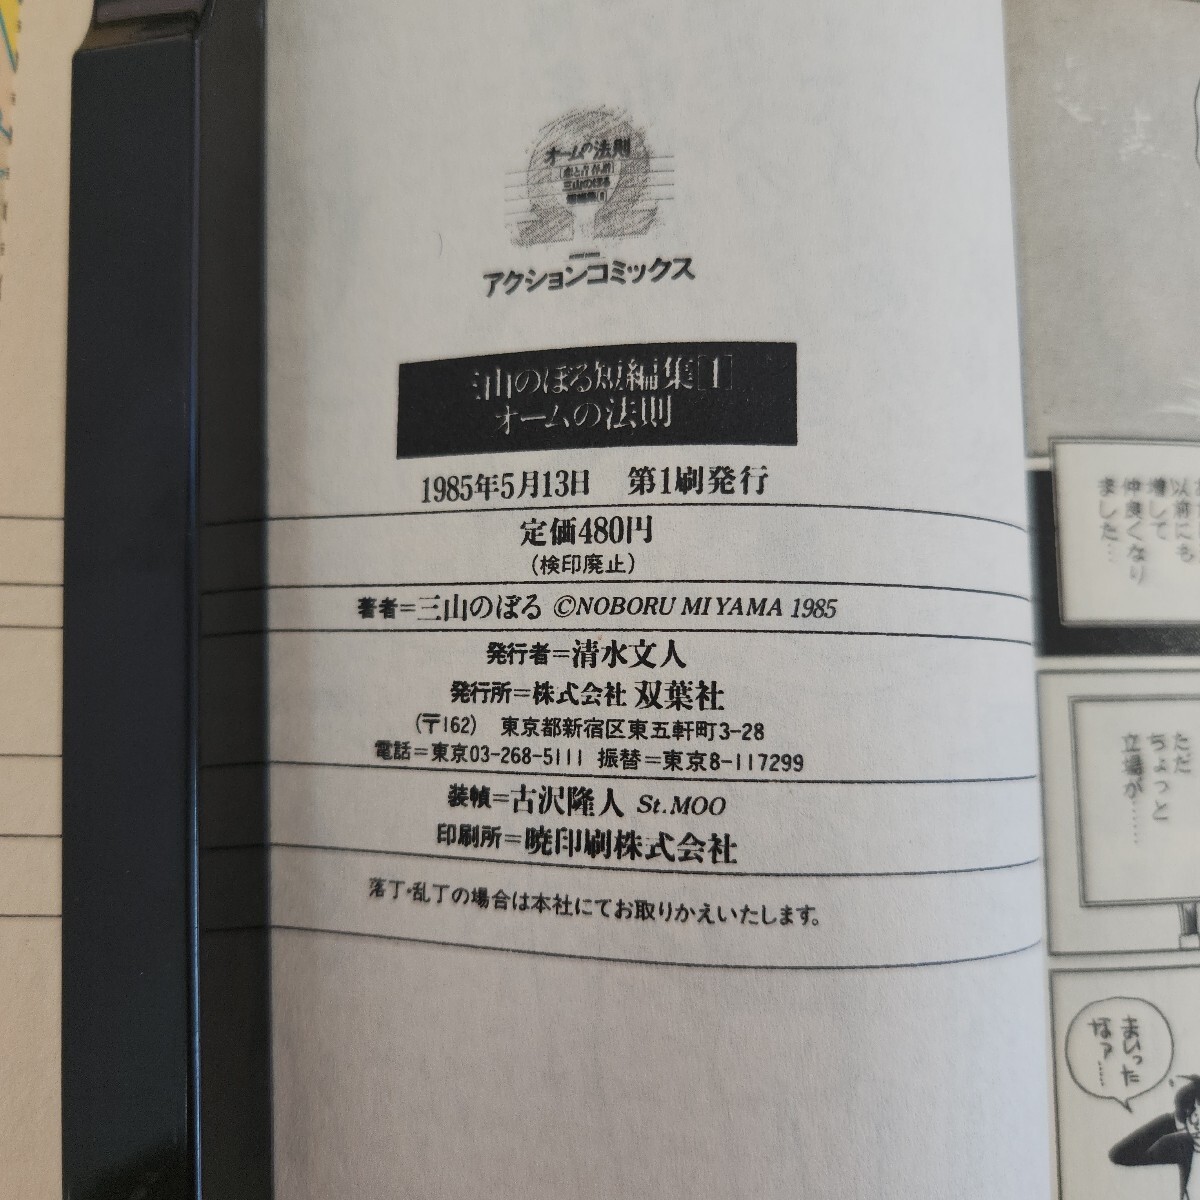 オームの法則
三山のぼる
アクションコミックス
三山のぼる短編集[1]
オームの法則
1985年5月13日　第1刷発行
定価480円
(検印廃止)
著者=三山のぼる ©NOBORU MIYAMA 1985
発行者=清水文人
発行所=株式会社 双葉社
(〒162)　東京都新宿区東五軒町3-28
電話=東京03-268-5111 振替=東京8-117299
装幀=古沢隆人 St.MOO
印刷所=暁印刷株式会社
落丁・乱丁の場合は本社にてお取りかえいたします。
以前にも
増して
仲良くなり
ました…
ただ
ちょっと
立場が……
まいった
なァ……